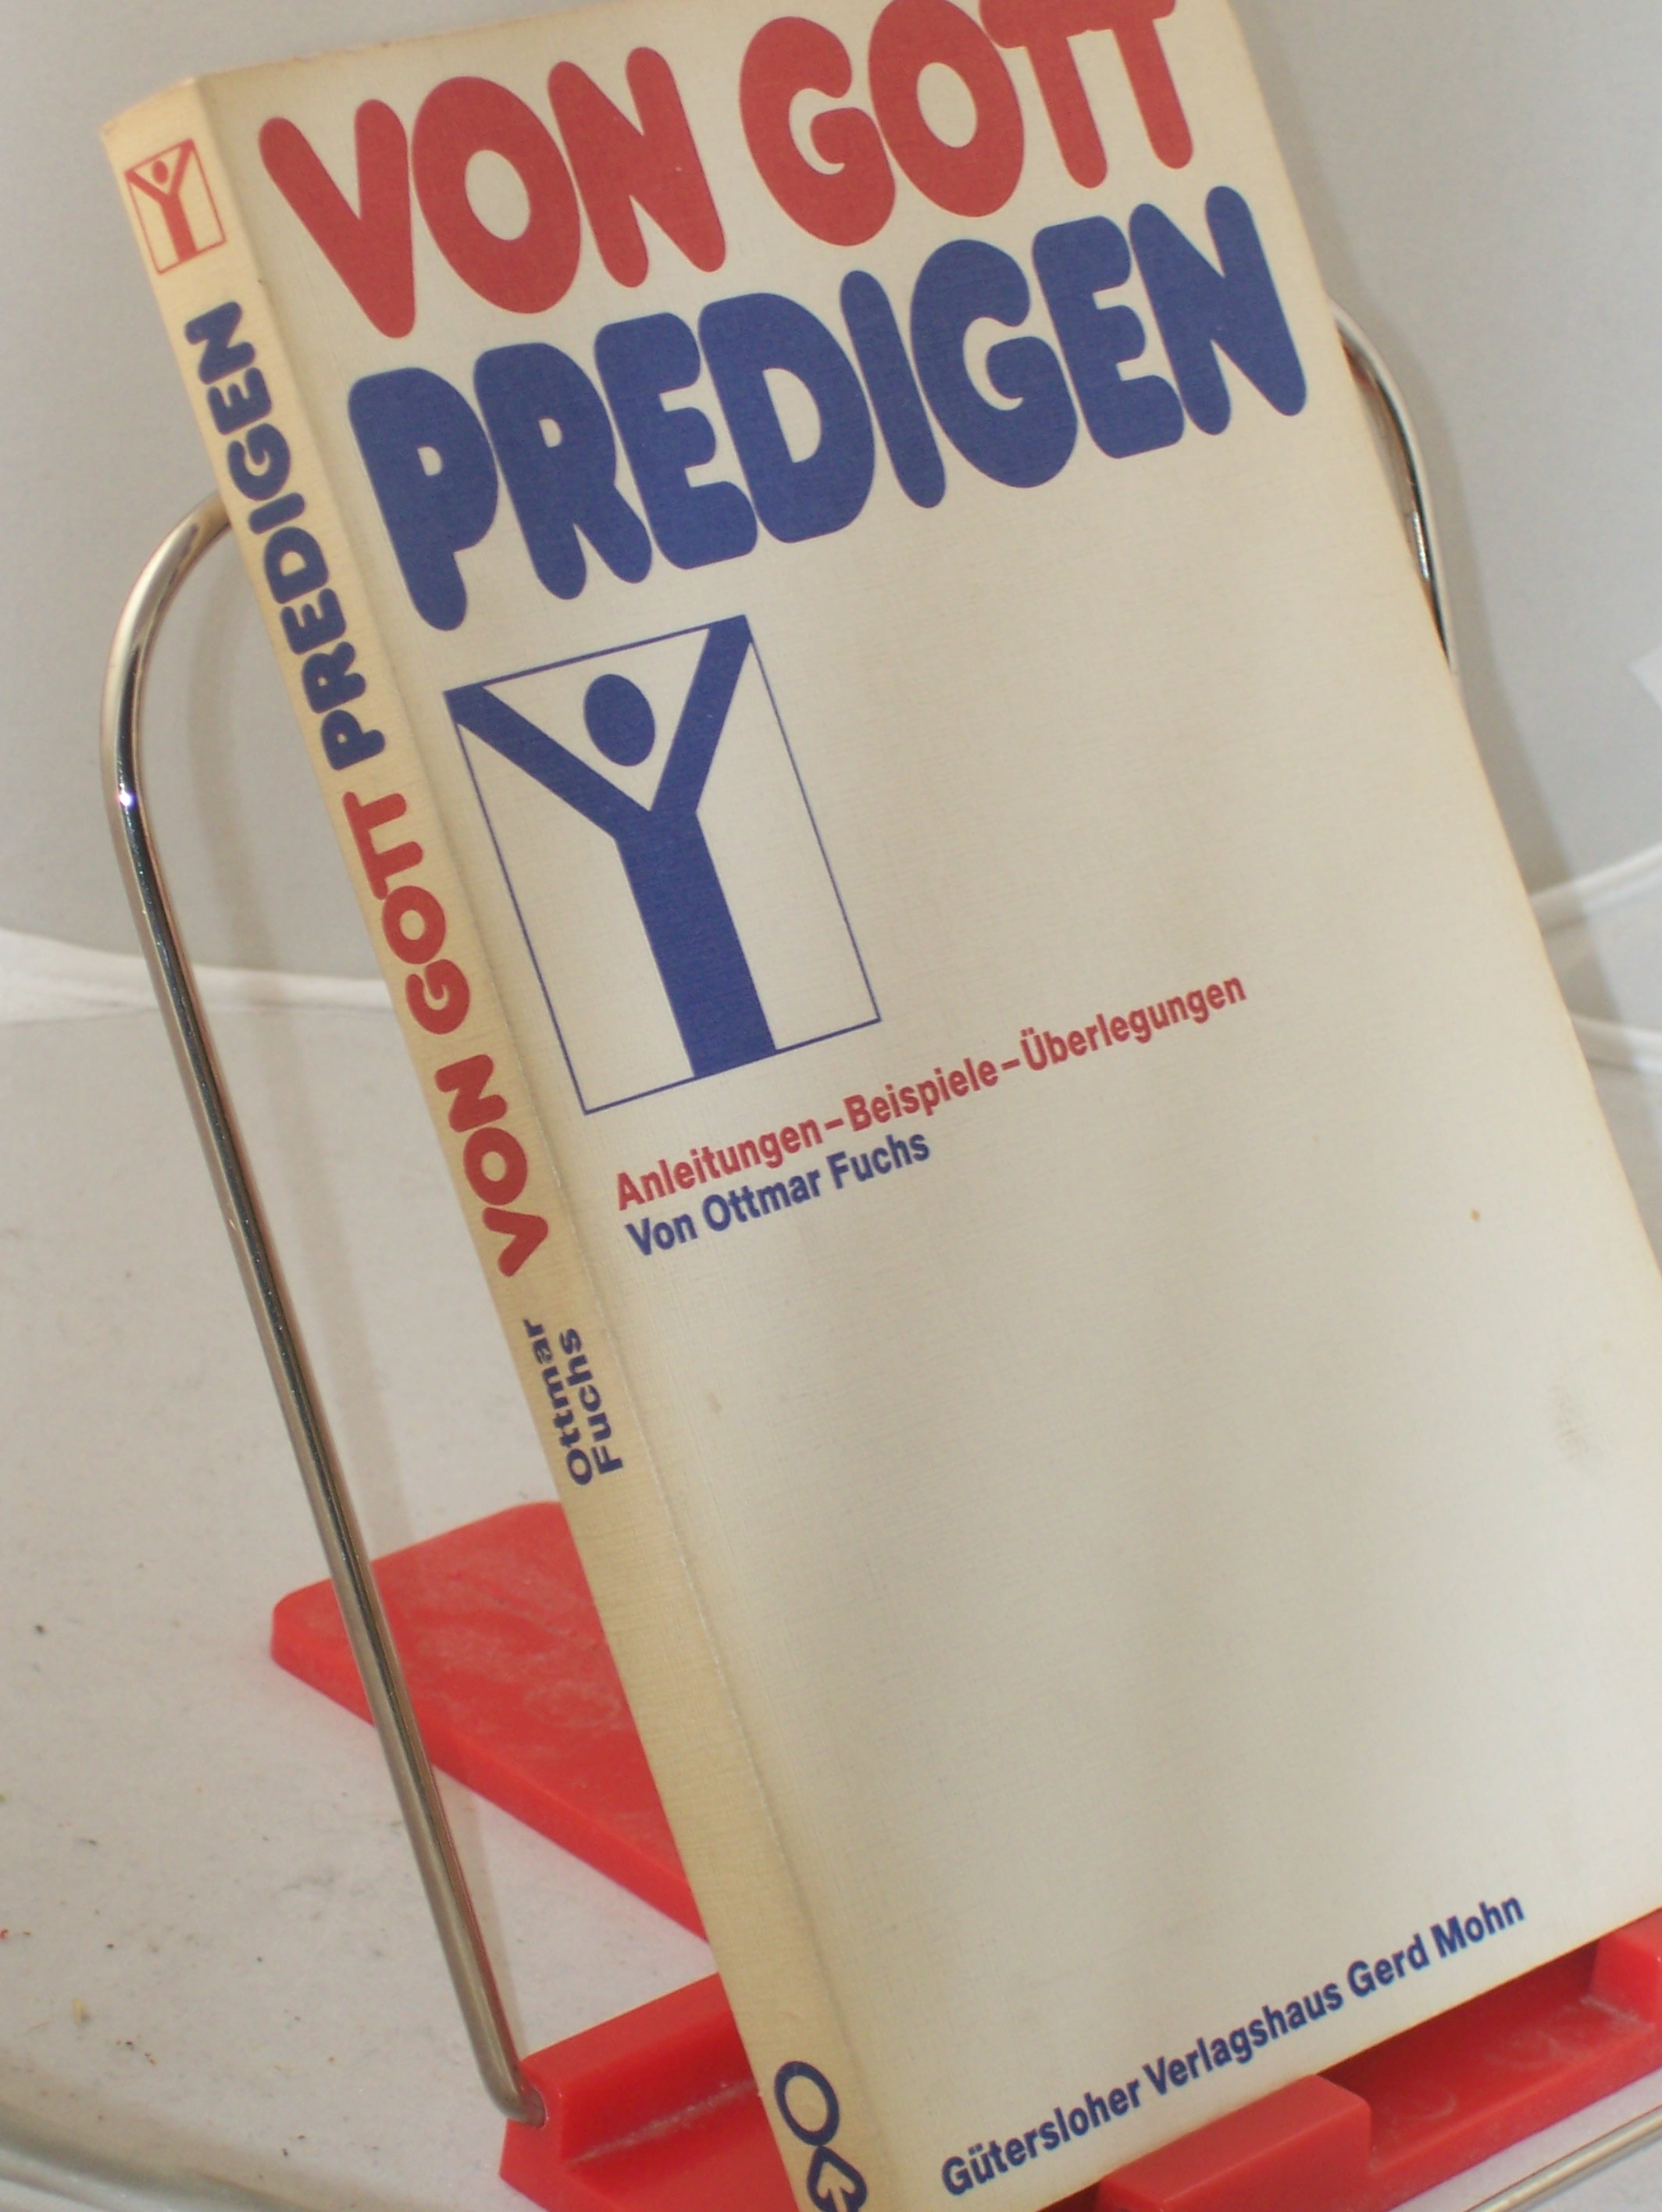 VON GOTT
PREDIGEN
Anleitungen–Beispiele–Überlegungen
Von Ottmar Fuchs
Gütersloher Verlagshaus Gerd Mohn
Ottmar
Fuchs
VON GOTT PREDIGEN